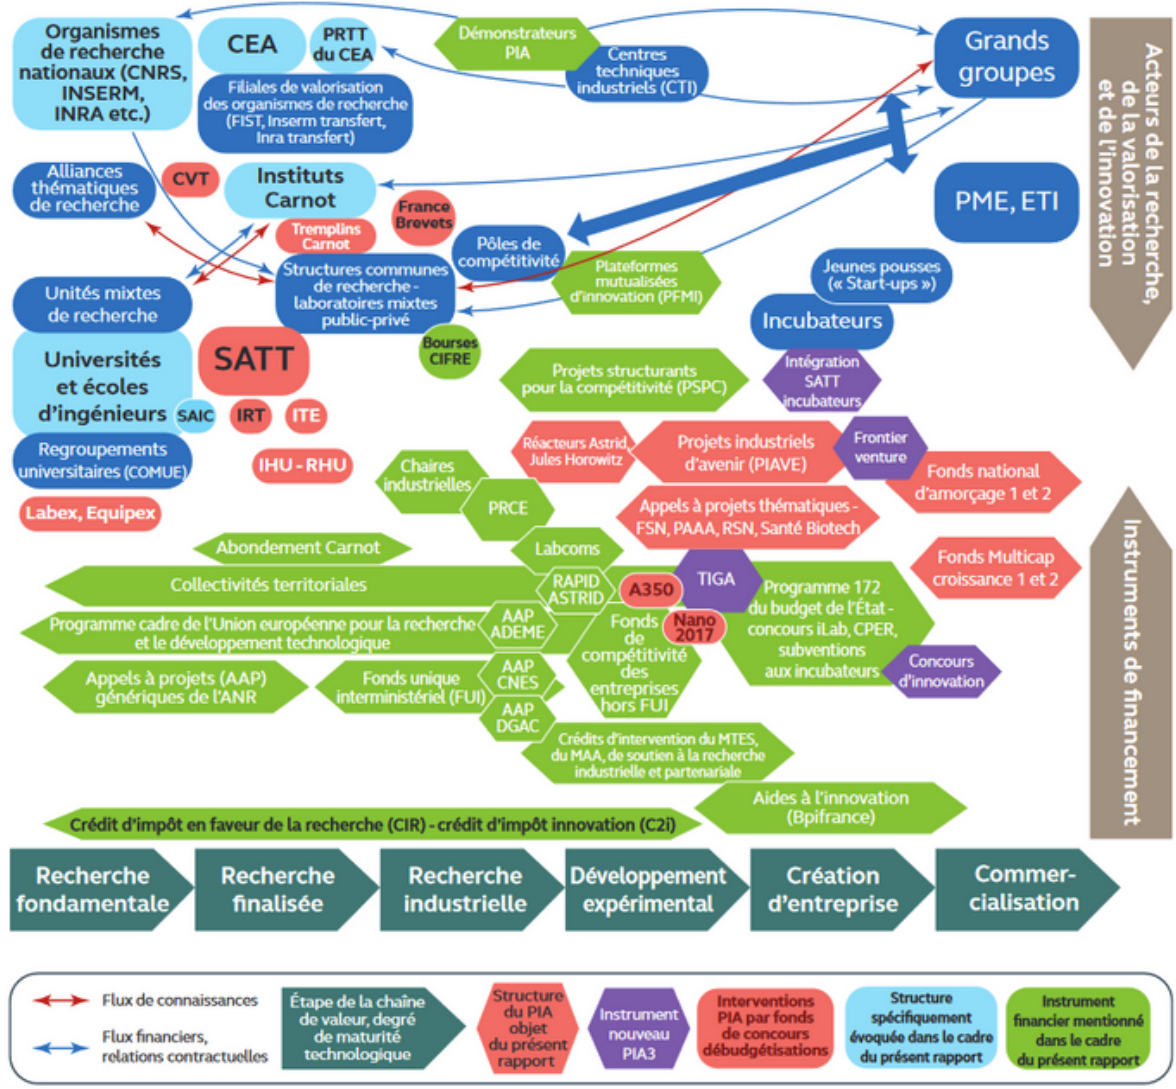 Organismes
de recherche
nationaux (CNRS,
INSERM,
INRA etc.)
CEA
PRTT
du CEA
Démonstrateurs
PIA
Centres
techniques
industriels (CTI)
Grands
groupes
Acteurs de la recherche,
de la valorisation
et de l'innovation
Filiales de valorisation
des organismes de recherche
(FIST, Inserm transfert,
Inra transfert)
Alliances
thématiques
de recherche
CVT
Instituts
Carnot
Tremplins
Carnot
France
Brevets
Pôles de
compétitivité
PME, ETI
Structures communes
de recherche -
laboratoires mixtes
public-privé
Plateformes
mutualisées
d'innovation (PFMI)
Jeunes pousses
(« Start-ups »)
Incubateurs
Unités mixtes
de recherche
Universités
et écoles
d'ingénieurs
SAIC
SATT
IRT
ITE
Bourses
CIFRE
Projets structurants
pour la compétitivité (PSPC)
Intégration
SATT
incubateurs
Regroupements
universitaires (COMUE)
IHU - RHU
Labex, Equipex
Chaires
industrielles
PRCE
Réacteurs Astrid,
Jules Horowitz
Projets industriels
d'avenir (PIAVE)
Frontier
venture
Fonds national
d'amorçage 1 et 2
Appels à projets thématiques -
FSN, PAAA, RSN, Santé Biotech
Instruments de financement
Abondement Carnot
Labcoms
Fonds Multicap
croissance 1 et 2
Collectivités territoriales
RAPID
ASTRID
A350
TIGA
Programme 172
du budget de l'État -
concours iLab, CPER,
subventions
aux incubateurs
Programme cadre de l'Union européenne pour la recherche
et le développement technologique
AAP
ADEME
Fonds
de
compétitivité
des
entreprises
hors FUI
Nano
2017
Concours
d'innovation
Appels à projets (AAP)
génériques de l'ANR
Fonds unique
interministériel (FUI)
AAP
CNES
AAP
DGAC
Crédits d'intervention du MTES,
du MAA, de soutien à la recherche
industrielle et partenariale
Aides à l'innovation
(Bpifrance)
Crédit d'impôt en faveur de la recherche (CIR) - crédit d'impôt innovation (C2i)
Recherche
fondamentale
Recherche
finalisée
Recherche
industrielle
Développement
expérimental
Création
d'entreprise
Commer-
cialisation
Flux de connaissances
Flux financiers,
relations contractuelles
Étape de la chaîne
de valeur, degré
de maturité
technologique
Structure
du PIA
objet
du présent
rapport
Instrument
nouveau
PIA3
Interventions
PIA par fonds
de concours
débudgétisations
Structure
spécifiquement
évoquée dans le cadre
du présent rapport
Instrument
financier mentionné
dans le cadre
du présent rapport